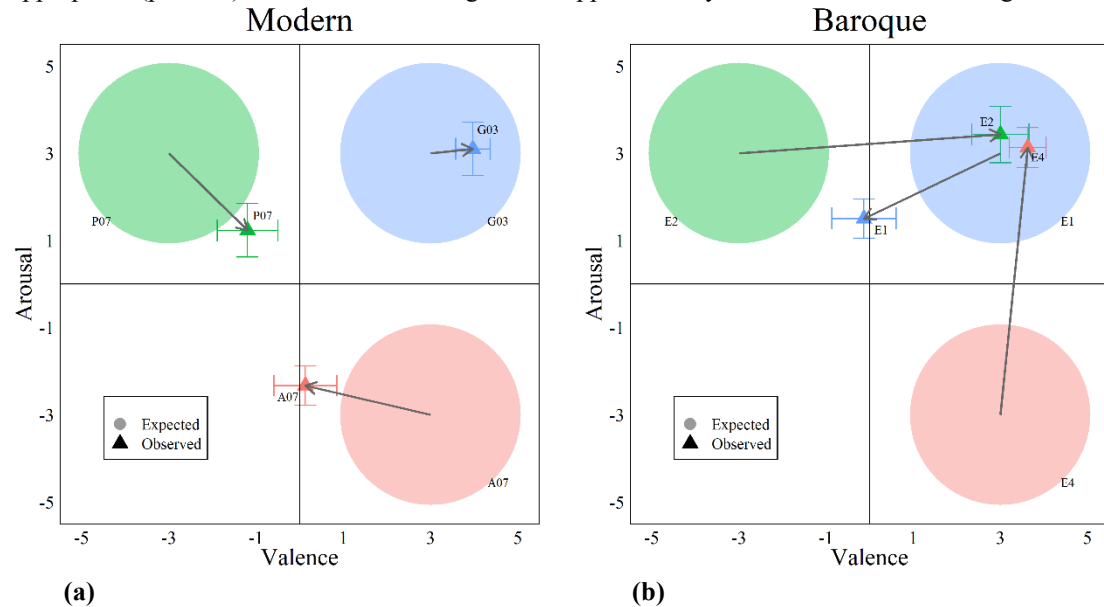 Modern
5
3
1
-1
-3
-5
Arousal
G03
G03
P07
P07
A07
A07
Expected
Observed
-5
-3
-1
1
3
5
Valence
(a)
Baroque
5
3
1
-1
-3
-5
Arousal
E2
E4
E2
E1
E1
E4
Expected
Observed
-5
-3
-1
1
3
5
Valence
(b)